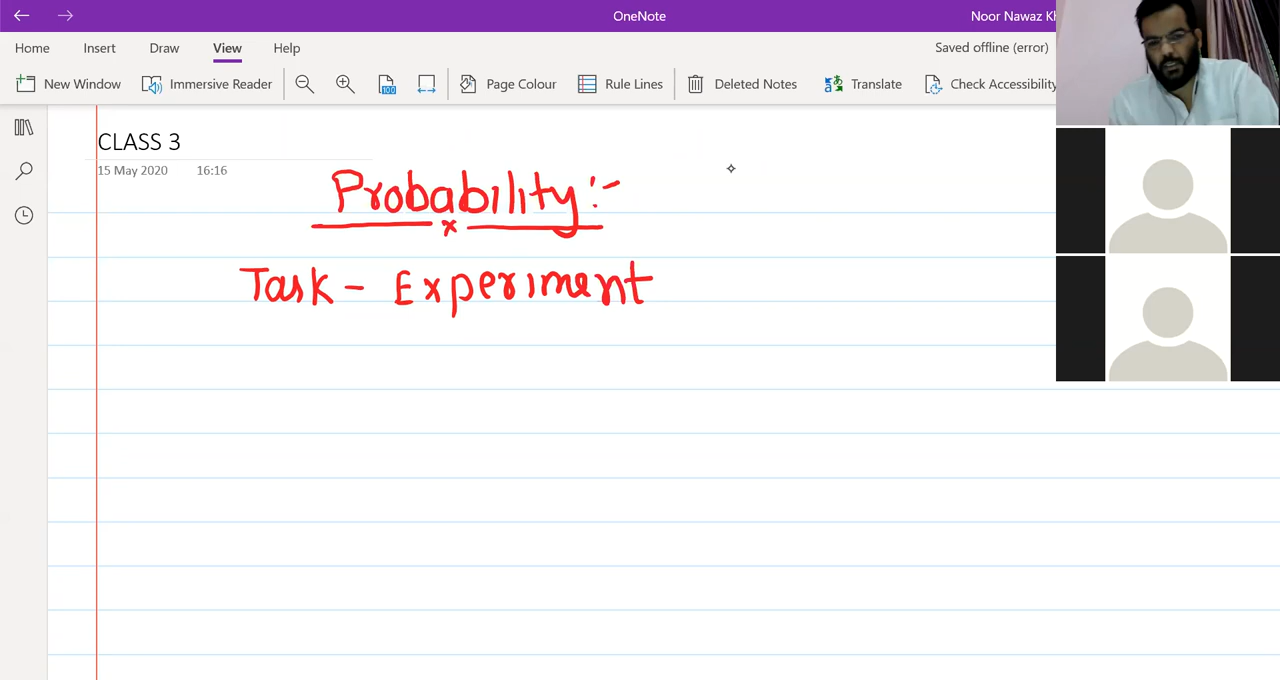 OneNote
Noor Nawaz Kh
Home Insert Draw View Help
Saved offline (error)
New Window Immersive Reader 100 Page Colour Rule Lines Deleted Notes Translate Check Accessibility
CLASS 3
15 May 2020 16:16
Probability:-
x
Task - Experiment